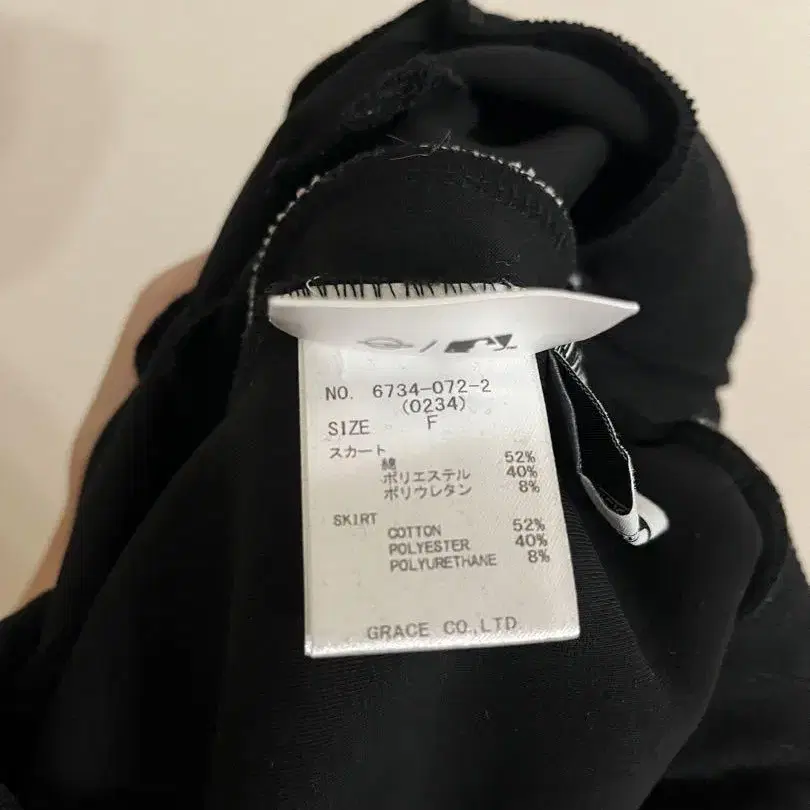 NO. 6734-072-2
(0234)
SIZE F
スカート
綿 52%
ポリエステル 40%
ポリウレタン 8%
SKIRT
COTTON 52%
POLYESTER 40%
POLYURETHANE 8%
GRACE CO.,LTD.